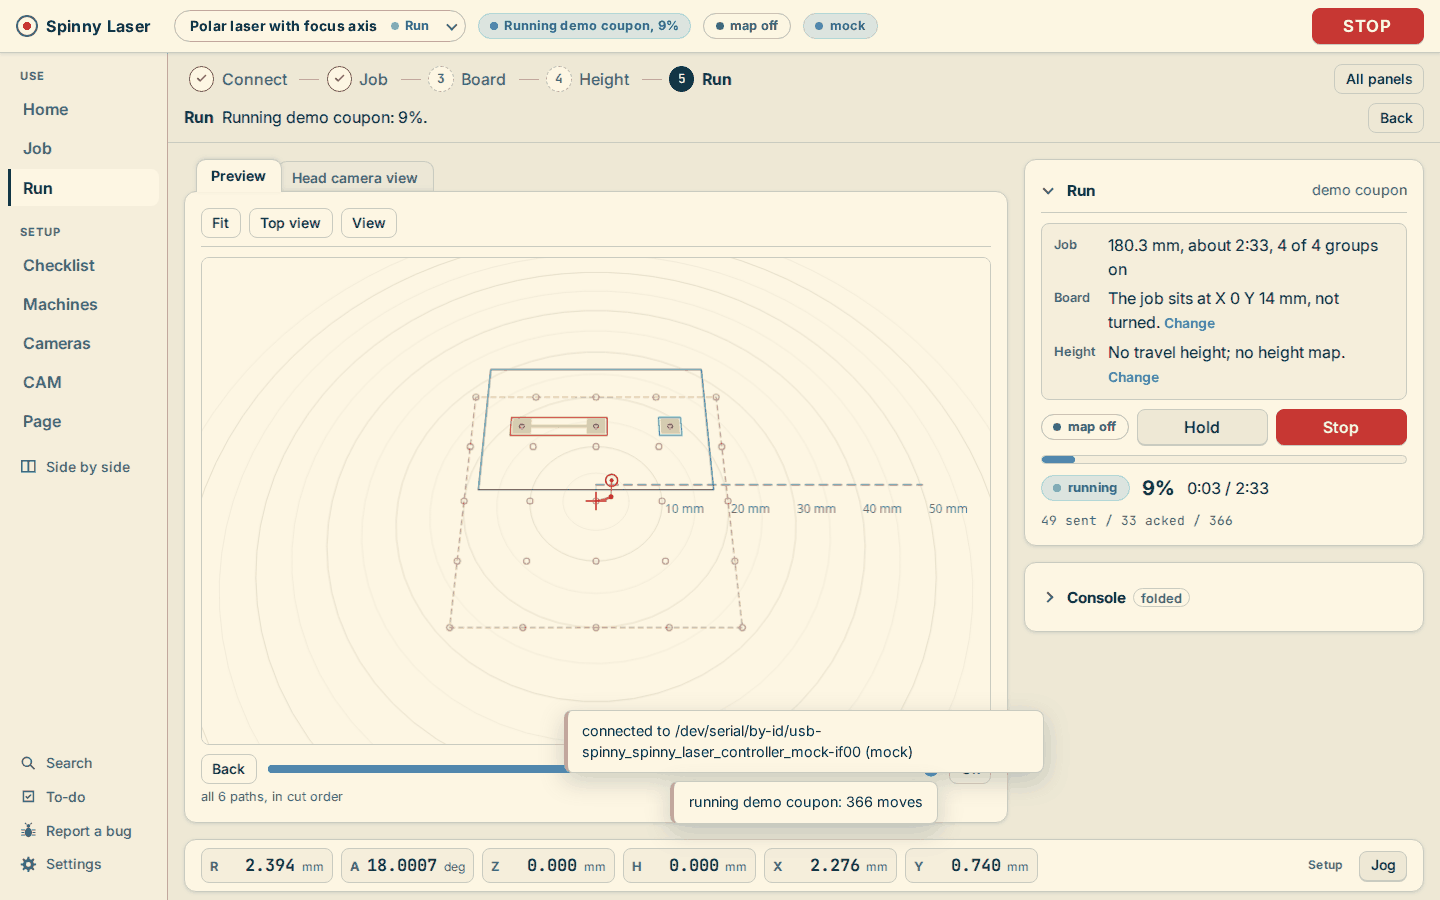 Spinny Laser
Polar laser with focus axis Run
Running demo coupon, 9%
map off
mock
STOP
USE
Home
Job
Run
SETUP
Checklist
Machines
Cameras
CAM
Page
Side by side
Search
To-do
Report a bug
Settings
Connect
Job
3 Board
4 Height
5 Run
All panels
Run Running demo coupon: 9%.
Back
Preview
Head camera view
Fit
Top view
View
10 mm
20 mm
30 mm
40 mm
50 mm
Back
all 6 paths, in cut order
connected to /dev/serial/by-id/usb-
spinny_spinny_laser_controller_mock-if00 (mock)
running demo coupon: 366 moves
Run
demo coupon
Job 180.3 mm, about 2:33, 4 of 4 groups
on
Board The job sits at X 0 Y 14 mm, not
turned. Change
Height No travel height; no height map.
Change
map off
Hold
Stop
running 9% 0:03 / 2:33
49 sent / 33 acked / 366
Console folded
R 2.394 mm
A 18.0007 deg
Z 0.000 mm
H 0.000 mm
X 2.276 mm
Y 0.740 mm
Setup
Jog